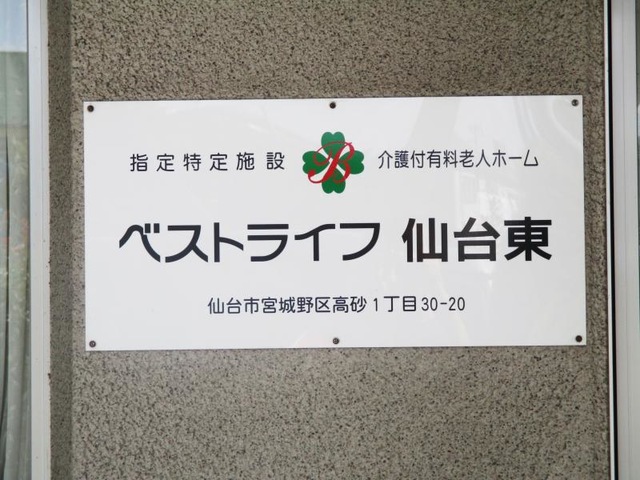 指定特定施設 B 介護付有料老人ホーム
ベストライフ 仙台東
仙台市宮城野区高砂1丁目30-20